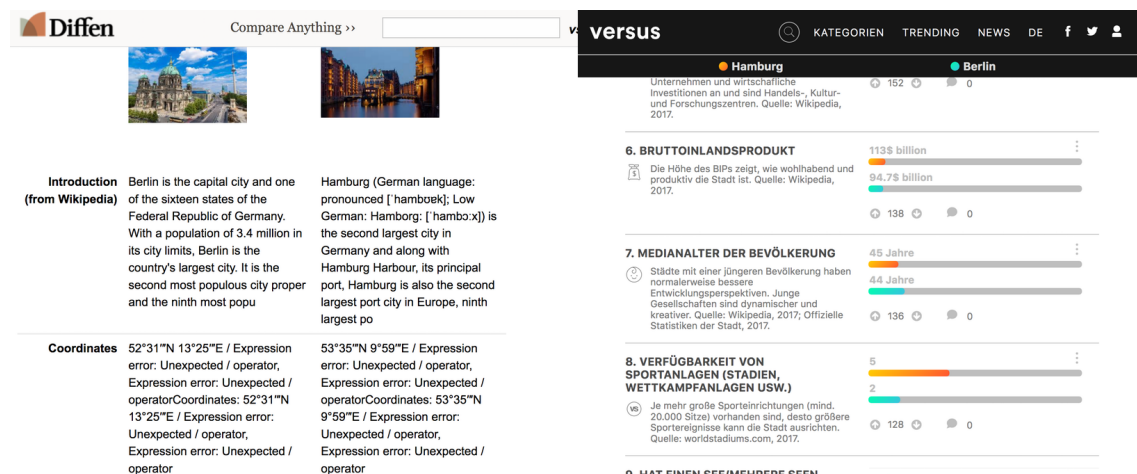 Diffen
Compare Anything ››
vs
Introduction
(from Wikipedia)
Berlin is the capital city and one
of the sixteen states of the
Federal Republic of Germany.
With a population of 3.4 million in
its city limits, Berlin is the
country's largest city. It is the
second most populous city proper
and the ninth most popu
Hamburg (German language:
pronounced [ˈhambʊɐk]; Low
German: Hamborg: [ˈhambɔːx]) is
the second largest city in
Germany and along with
Hamburg Harbour, its principal
port, Hamburg is also the second
largest port city in Europe, ninth
largest po
Coordinates
52°31′″N 13°25′″E / Expression
error: Unexpected / operator,
Expression error: Unexpected /
operatorCoordinates: 52°31′″N
13°25′″E / Expression error:
Unexpected / operator,
Expression error: Unexpected /
operator
53°35′″N 9°59′″E / Expression
error: Unexpected / operator,
Expression error: Unexpected /
operatorCoordinates: 53°35′″N
9°59′″E / Expression error:
Unexpected / operator,
Expression error: Unexpected /
operator
versus
KATEGORIEN TRENDING NEWS DE
Hamburg
Berlin
Unternehmen und wirtschafliche
Investitionen an und sind Handels-, Kultur-
und Forschungszentren. Quelle: Wikipedia,
2017.
152 0
6. BRUTTOINLANDSPRODUKT
Die Höhe des BIPs zeigt, wie wohlhabend und
produktiv die Stadt ist. Quelle: Wikipedia,
2017.
113$ billion
94.7$ billion
138 0
7. MEDIANALTER DER BEVÖLKERUNG
Städte mit einer jüngeren Bevölkerung haben
normalerweise bessere
Entwicklungsperspektiven. Junge
Gesellschaften sind dynamischer und
kreativer. Quelle: Wikipedia, 2017; Offizielle
Statistiken der Stadt, 2017.
45 Jahre
44 Jahre
136 0
8. VERFÜGBARKEIT VON
SPORTANLAGEN (STADIEN,
WETTKAMPFANLAGEN USW.)
VS
Je mehr große Sporteinrichtungen (mind.
20.000 Sitze) vorhanden sind, desto größere
Sportereignisse kann die Stadt ausrichten.
Quelle: worldstadiums.com, 2017.
5
2
128 0
9. HAT EINEN SEE/MEHRERE SEEN